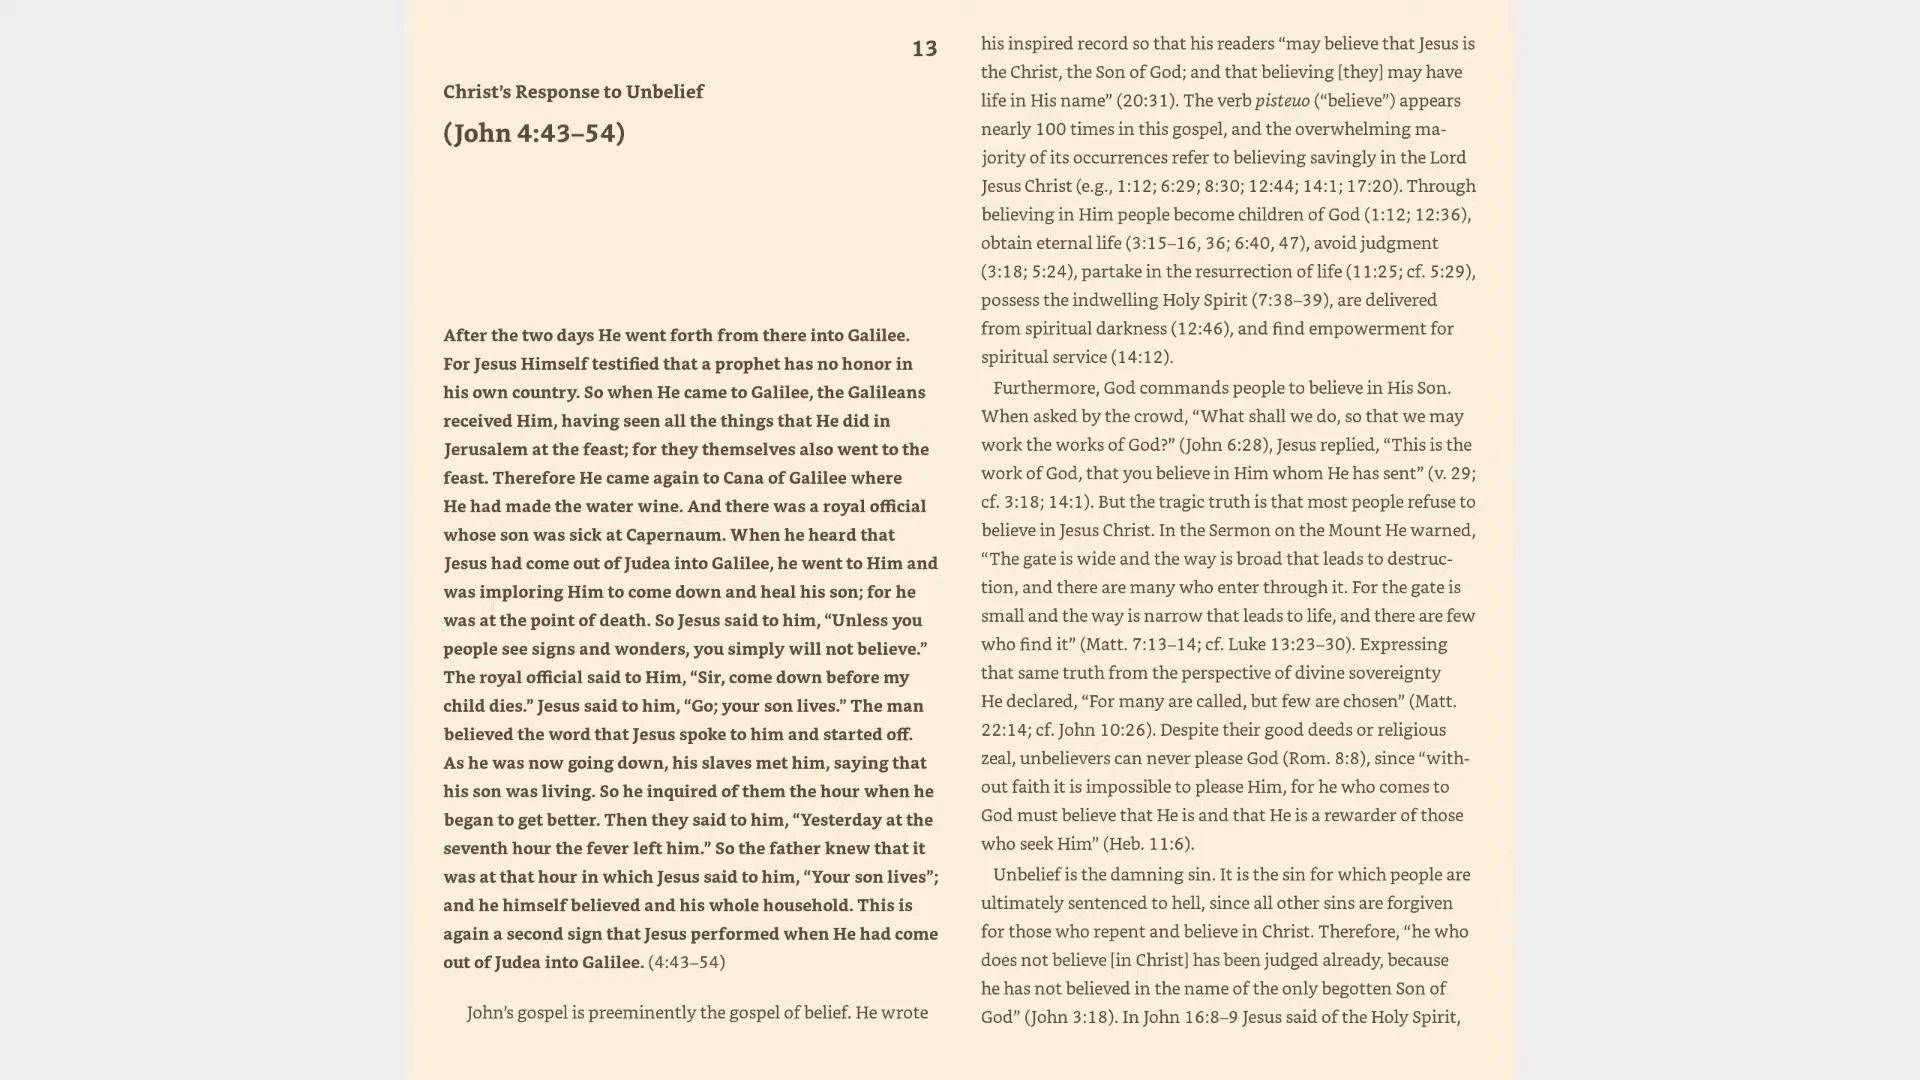 13
Christ’s Response to Unbelief
(John 4:43–54)
After the two days He went forth from there into Galilee.
For Jesus Himself testified that a prophet has no honor in
his own country. So when He came to Galilee, the Galileans
received Him, having seen all the things that He did in
Jerusalem at the feast; for they themselves also went to the
feast. Therefore He came again to Cana of Galilee where
He had made the water wine. And there was a royal official
whose son was sick at Capernaum. When he heard that
Jesus had come out of Judea into Galilee, he went to Him and
was imploring Him to come down and heal his son; for he
was at the point of death. So Jesus said to him, “Unless you
people see signs and wonders, you simply will not believe.”
The royal official said to Him, “Sir, come down before my
child dies.” Jesus said to him, “Go; your son lives.” The man
believed the word that Jesus spoke to him and started off.
As he was now going down, his slaves met him, saying that
his son was living. So he inquired of them the hour when he
began to get better. Then they said to him, “Yesterday at the
seventh hour the fever left him.” So the father knew that it
was at that hour in which Jesus said to him, “Your son lives”;
and he himself believed and his whole household. This is
again a second sign that Jesus performed when He had come
out of Judea into Galilee. (4:43–54)
John’s gospel is preeminently the gospel of belief. He wrote
his inspired record so that his readers “may believe that Jesus is
the Christ, the Son of God; and that believing [they] may have
life in His name” (20:31). The verb pisteuo (“believe”) appears
nearly 100 times in this gospel, and the overwhelming ma-
jority of its occurrences refer to believing savingly in the Lord
Jesus Christ (e.g., 1:12; 6:29; 8:30; 12:44; 14:1; 17:20). Through
believing in Him people become children of God (1:12; 12:36),
obtain eternal life (3:15–16, 36; 6:40, 47), avoid judgment
(3:18; 5:24), partake in the resurrection of life (11:25; cf. 5:29),
possess the indwelling Holy Spirit (7:38–39), are delivered
from spiritual darkness (12:46), and find empowerment for
spiritual service (14:12).
Furthermore, God commands people to believe in His Son.
When asked by the crowd, “What shall we do, so that we may
work the works of God?” (John 6:28), Jesus replied, “This is the
work of God, that you believe in Him whom He has sent” (v. 29;
cf. 3:18; 14:1). But the tragic truth is that most people refuse to
believe in Jesus Christ. In the Sermon on the Mount He warned,
“The gate is wide and the way is broad that leads to destruc-
tion, and there are many who enter through it. For the gate is
small and the way is narrow that leads to life, and there are few
who find it” (Matt. 7:13–14; cf. Luke 13:23–30). Expressing
that same truth from the perspective of divine sovereignty
He declared, “For many are called, but few are chosen” (Matt.
22:14; cf. John 10:26). Despite their good deeds or religious
zeal, unbelievers can never please God (Rom. 8:8), since “with-
out faith it is impossible to please Him, for he who comes to
God must believe that He is and that He is a rewarder of those
who seek Him” (Heb. 11:6).
Unbelief is the damning sin. It is the sin for which people are
ultimately sentenced to hell, since all other sins are forgiven
for those who repent and believe in Christ. Therefore, “he who
does not believe [in Christ] has been judged already, because
he has not believed in the name of the only begotten Son of
God” (John 3:18). In John 16:8–9 Jesus said of the Holy Spirit,